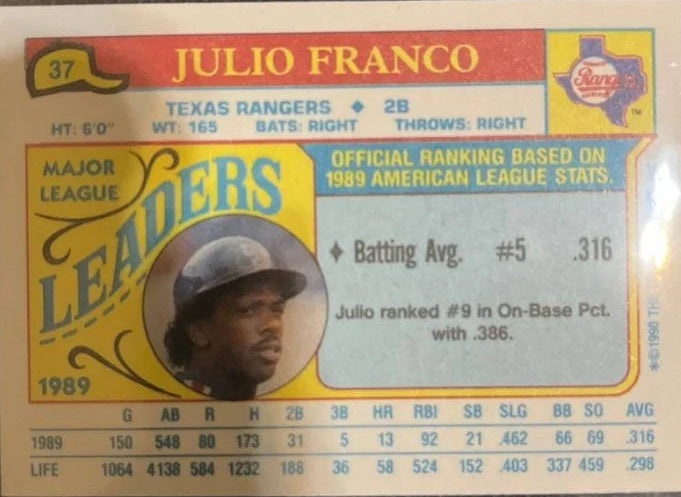 37
JULIO FRANCO
Rangers
TEXAS RANGERS ♦ 2B
™
HT: 6'0" WT: 165 BATS: RIGHT THROWS: RIGHT
MAJOR
LEAGUE
LEADERS
1989
OFFICIAL RANKING BASED ON
1989 AMERICAN LEAGUE STATS.
♦ Batting Avg. #5 .316
Julio ranked #9 in On-Base Pct.
with .386.
*©1990 TH
G AB R H 2B 3B HR RBI SB SLG BB SO AVG
1989 150 548 80 173 31 5 13 92 21 .462 66 69 .316
LIFE 1064 4138 584 1232 188 36 58 524 152 .403 337 459 .298